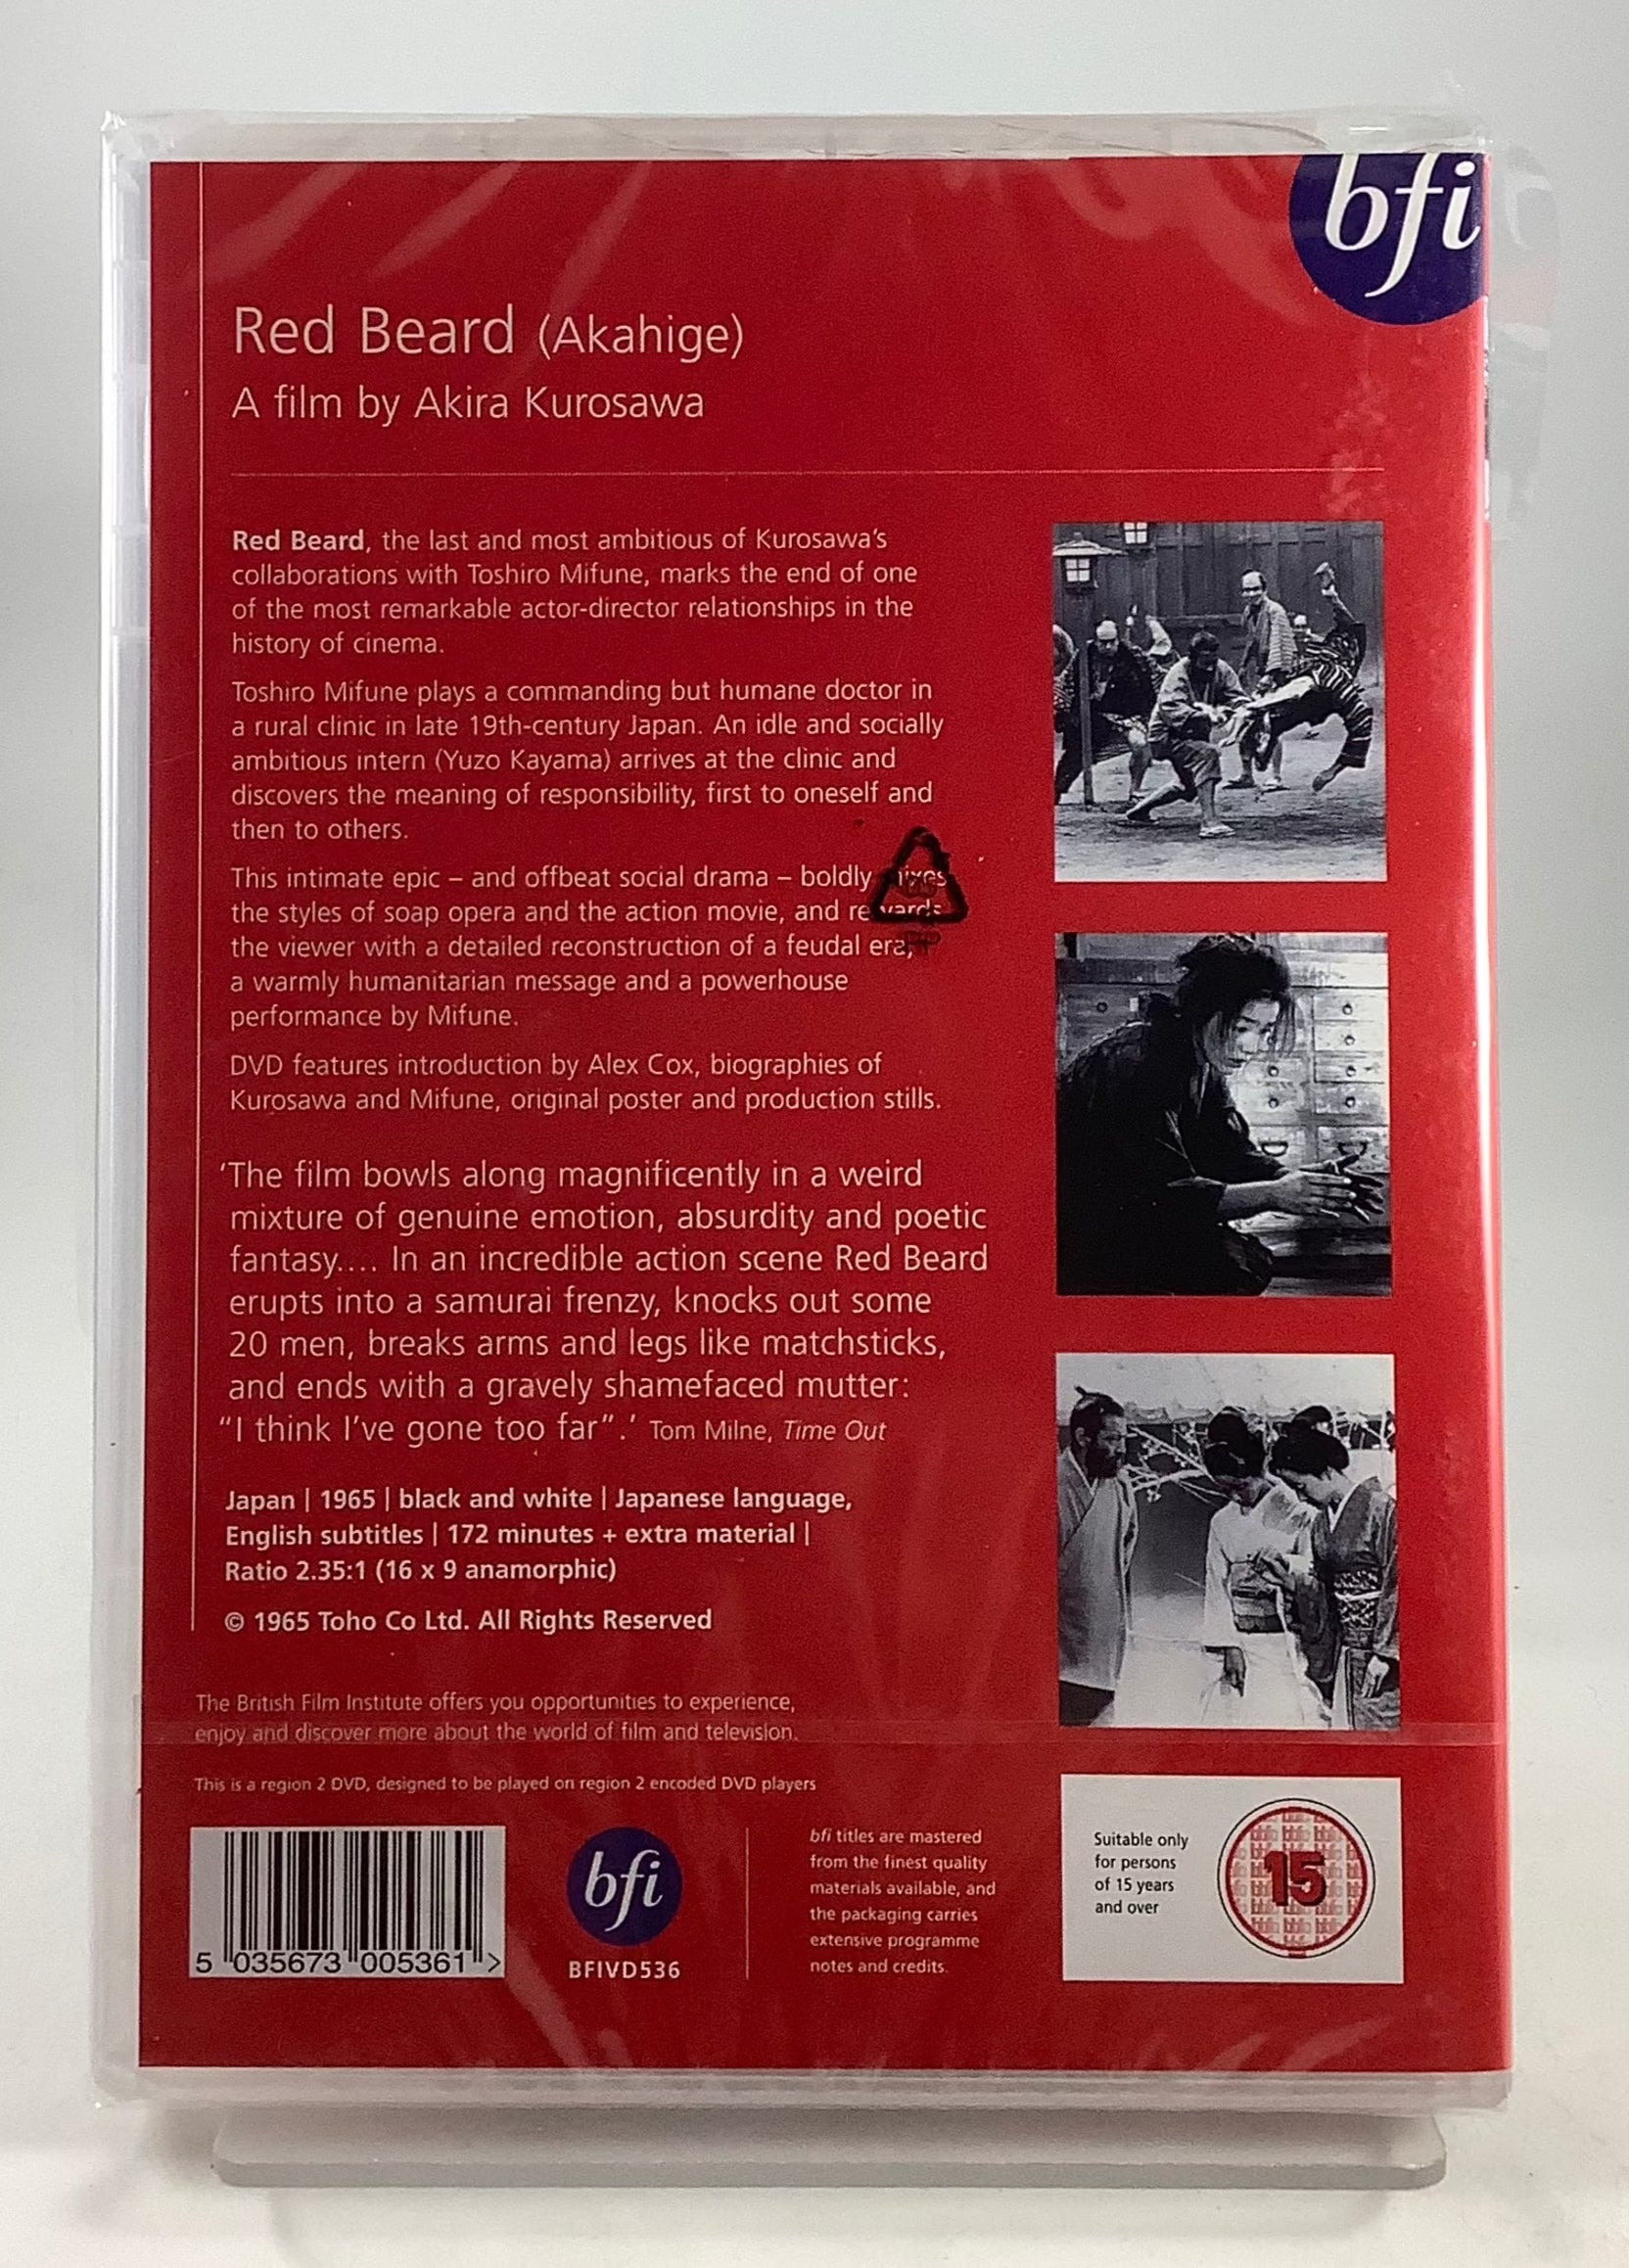 bfi
Red Beard (Akahige)
A film by Akira Kurosawa
Red Beard, the last and most ambitious of Kurosawa's
collaborations with Toshiro Mifune, marks the end of one
of the most remarkable actor-director relationships in the
history of cinema.
Toshiro Mifune plays a commanding but humane doctor in
a rural clinic in late 19th-century Japan. An idle and socially
ambitious intern (Yuzo Kayama) arrives at the clinic and
discovers the meaning of responsibility, first to oneself and
then to others.
This intimate epic – and offbeat social drama – boldly mixes
the styles of soap opera and the action movie, and rewards
the viewer with a detailed reconstruction of a feudal era,
a warmly humanitarian message and a powerhouse
performance by Mifune.
DVD features introduction by Alex Cox, biographies of
Kurosawa and Mifune, original poster and production stills.
'The film bowls along magnificently in a weird
mixture of genuine emotion, absurdity and poetic
fantasy.... In an incredible action scene Red Beard
erupts into a samurai frenzy, knocks out some
20 men, breaks arms and legs like matchsticks,
and ends with a gravely shamefaced mutter:
"I think I've gone too far".' Tom Milne, Time Out
Japan | 1965 | black and white | Japanese language,
English subtitles | 172 minutes + extra material |
Ratio 2.35:1 (16 x 9 anamorphic)
© 1965 Toho Co Ltd. All Rights Reserved
The British Film Institute offers you opportunities to experience,
enjoy and discover more about the world of film and television.
This is a region 2 DVD, designed to be played on region 2 encoded DVD players
5 035673 005361 >
bfi
BFIVD536
bfi titles are mastered
from the finest quality
materials available, and
the packaging carries
extensive programme
notes and credits.
Suitable only
for persons
of 15 years
and over
15